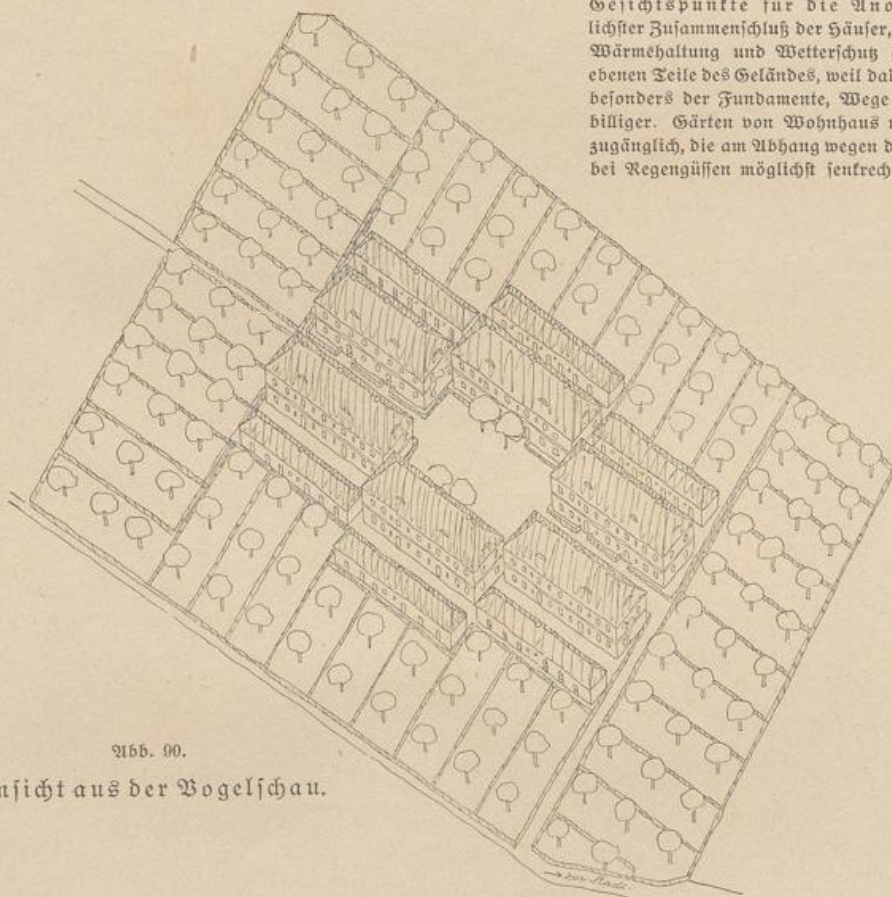 Gesichtspunkte für die Ano
lichster Zusammenschluß der Häuser,
Wärmehaltung und Wetterschutz
ebenen Teile des Geländes, weil da
besonders der Fundamente, Wege
billiger. Gärten von Wohnhaus
zugänglich, die am Abhang wegen d
bei Regengüssen möglichst senkrech
Abb. 90.
nsicht aus der Vogelschau.
→ zur Stadt.